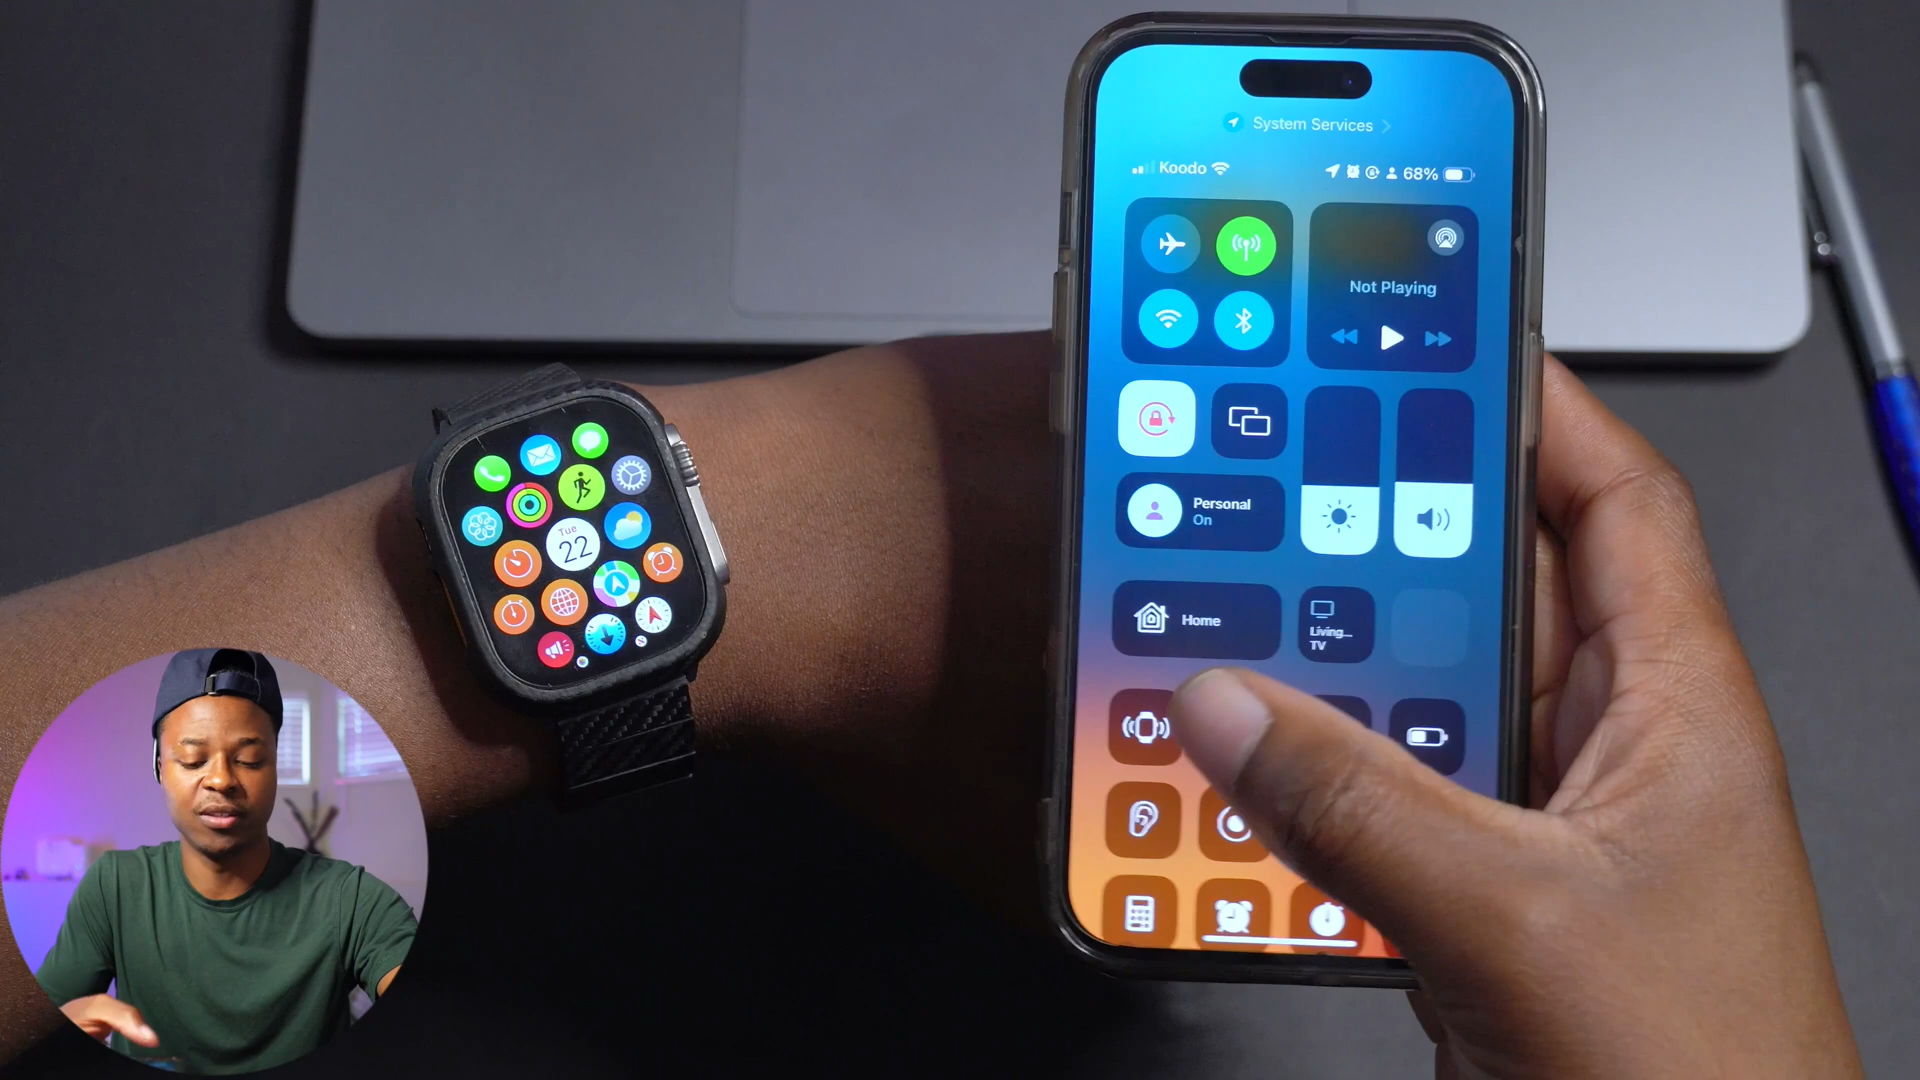 System Services
Koodo 68%
Not Playing
Personal
On
Home
Living...
TV
Tue
22